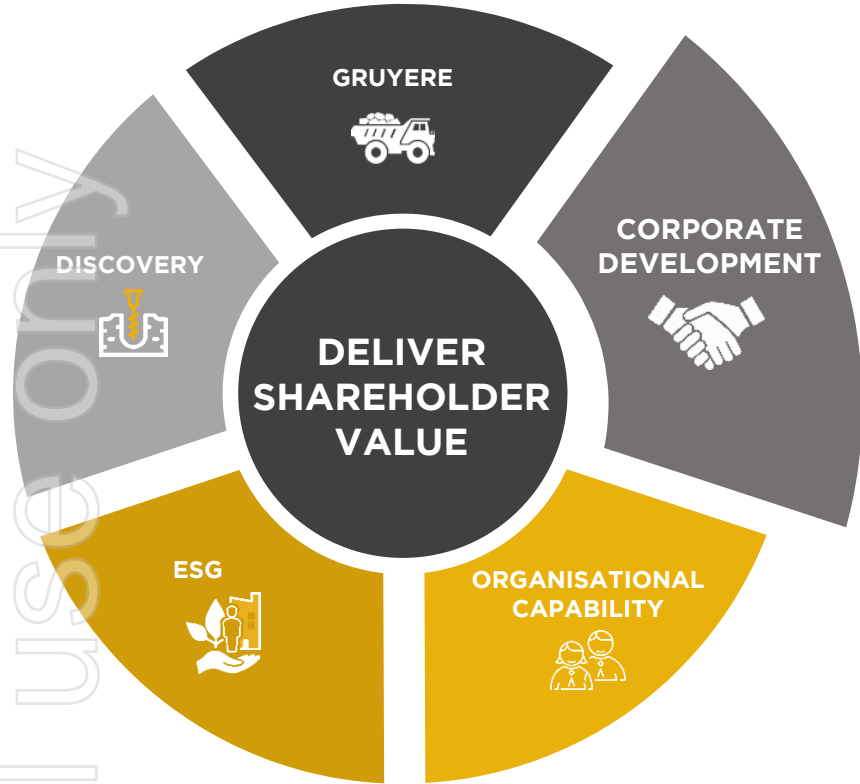 GRUYERE
CORPORATE
DEVELOPMENT
DISCOVERY
DELIVER
SHAREHOLDER
VALUE
ESG
ORGANISATIONAL
CAPABILITY
l use only